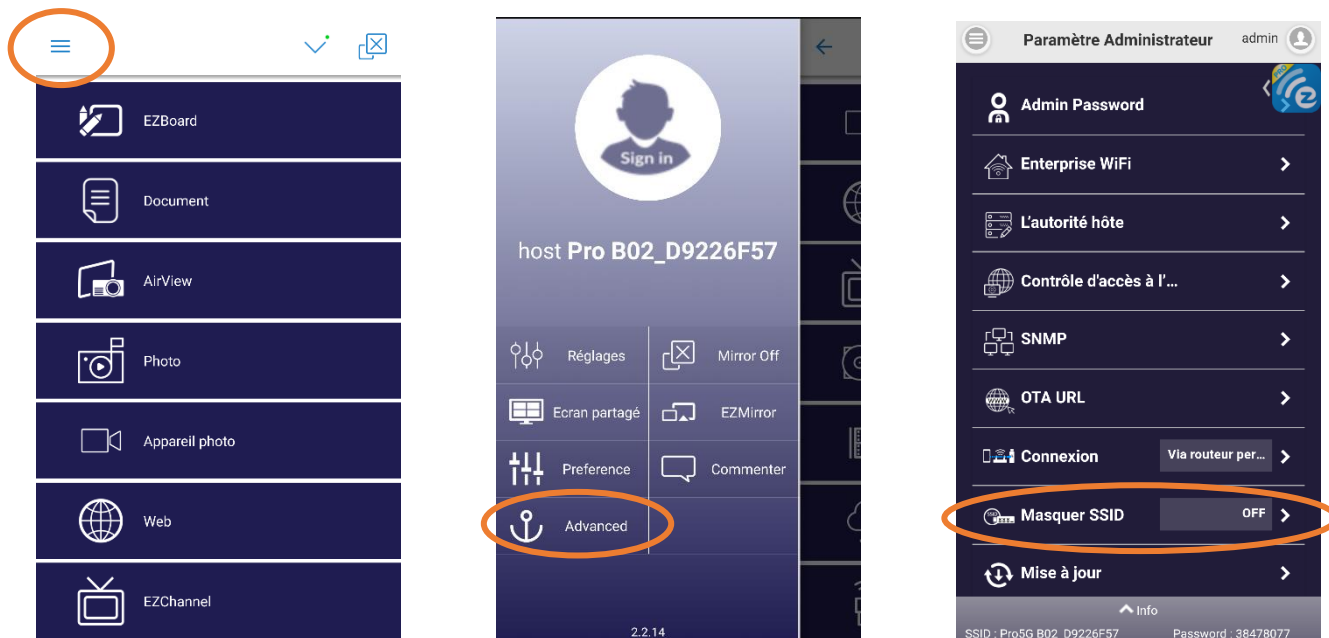 EZBoard
Document
AirView
Photo
Appareil photo
Web
EZChannel
Sign in
host Pro B02_D9226F57
Réglages
Mirror Off
Ecran partagé
EZMirror
Preference
Commenter
Advanced
2.2.14
Paramètre Administrateur admin
PRO
Admin Password
Enterprise WiFi
L'autorité hôte
Contrôle d'accès à l'...
SNMP
OTA URL
Connexion Via routeur per...
Masquer SSID OFF
Mise à jour
Info
SSID : Pro5G B02_D9226F57 Password : 38478077